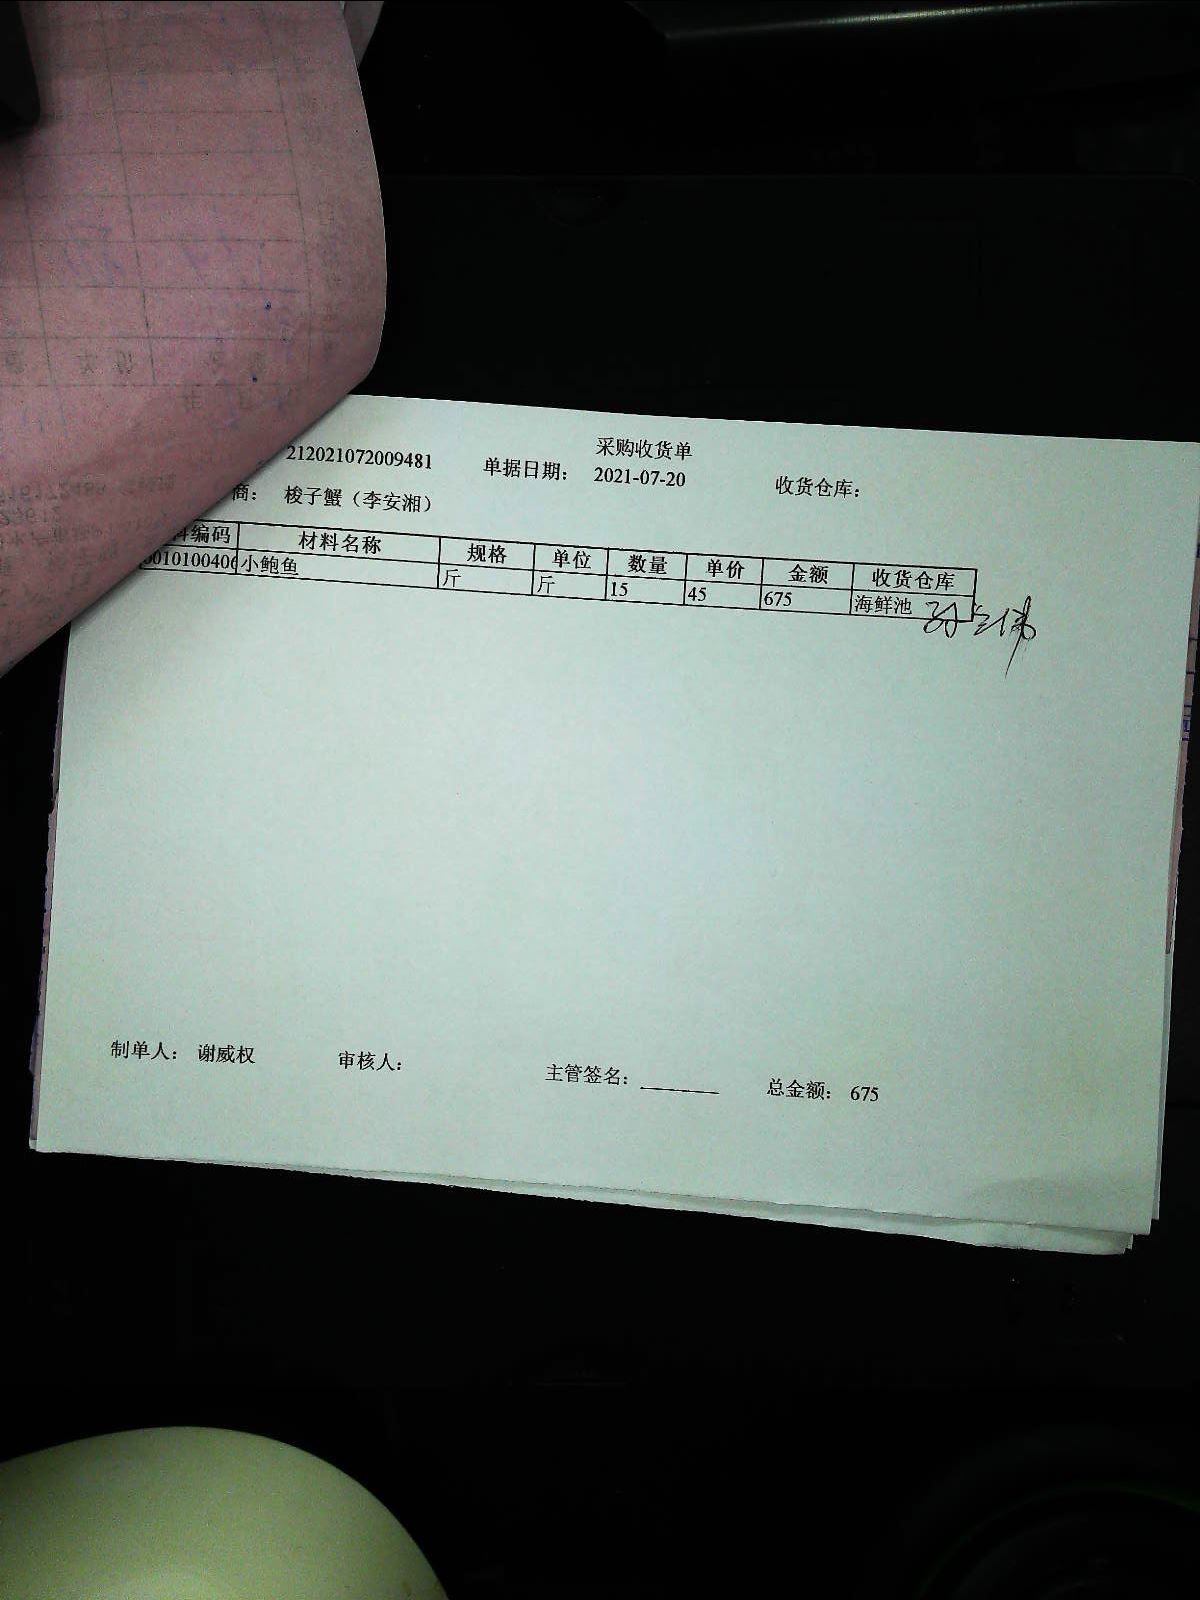 采购收货单
212021072009481 单据日期： 2021-07-20 收货仓库：
商： 梭子蟹（李安湘）
料编码 材料名称 规格 单位 数量 单价 金额 收货仓库
0010100406 小鲍鱼 斤 斤 15 45 675 海鲜池
制单人： 谢威权 审核人： 主管签名： 总金额： 675